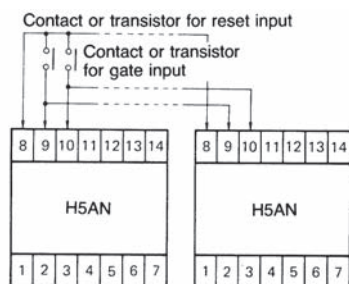 Contact or transistor for reset input
Contact or transistor
for gate input
8 9 10 11 12 13 14
8 9 10 11 12 13 14
H5AN
H5AN
1 2 3 4 5 6 7
1 2 3 4 5 6 7